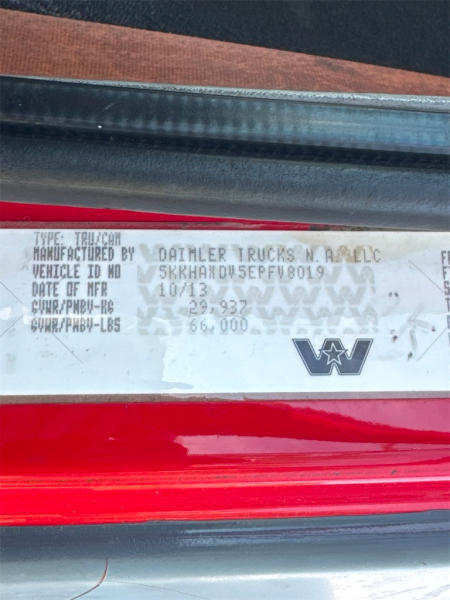 TYPE: TRU/CAM
MANUFACTURED BY DAIMLER TRUCKS N.A. LLC
VEHICLE ID NO 5KKHAXDV5EPFV8019
DATE OF MFR 10/13
GVWR/PNBV-KG 29,937
GVWR/PNBV-LBS 66,000